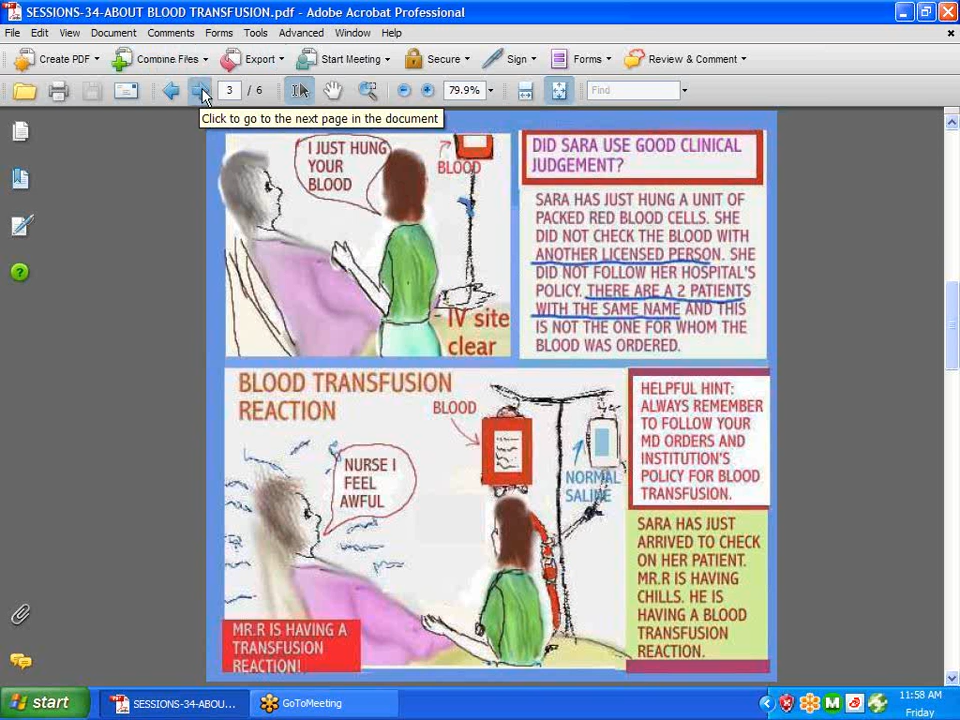 SESSIONS-34-ABOUT BLOOD TRANSFUSION.pdf - Adobe Acrobat Professional
File Edit View Document Comments Forms Tools Advanced Window Help
Create PDF Combine Files Export Start Meeting Secure Sign Forms Review & Comment
3 / 6 79.9% Find
Click to go to the next page in the document
I JUST HUNG
YOUR
BLOOD
BLOOD
IV site
clear
DID SARA USE GOOD CLINICAL
JUDGEMENT?
SARA HAS JUST HUNG A UNIT OF
PACKED RED BLOOD CELLS. SHE
DID NOT CHECK THE BLOOD WITH
ANOTHER LICENSED PERSON. SHE
DID NOT FOLLOW HER HOSPITAL'S
POLICY. THERE ARE A 2 PATIENTS
WITH THE SAME NAME AND THIS
IS NOT THE ONE FOR WHOM THE
BLOOD WAS ORDERED.
BLOOD TRANSFUSION
REACTION
BLOOD
NURSE I
FEEL
AWFUL
NORMAL
SALINE
MR.R IS HAVING A
TRANSFUSION
REACTION!
HELPFUL HINT:
ALWAYS REMEMBER
TO FOLLOW YOUR
MD ORDERS AND
INSTITUTION'S
POLICY FOR BLOOD
TRANSFUSION.
SARA HAS JUST
ARRIVED TO CHECK
ON HER PATIENT.
MR.R IS HAVING
CHILLS. HE IS
HAVING A BLOOD
TRANSFUSION
REACTION.
start SESSIONS-34-ABOU... GoToMeeting 11:58 AM
Friday